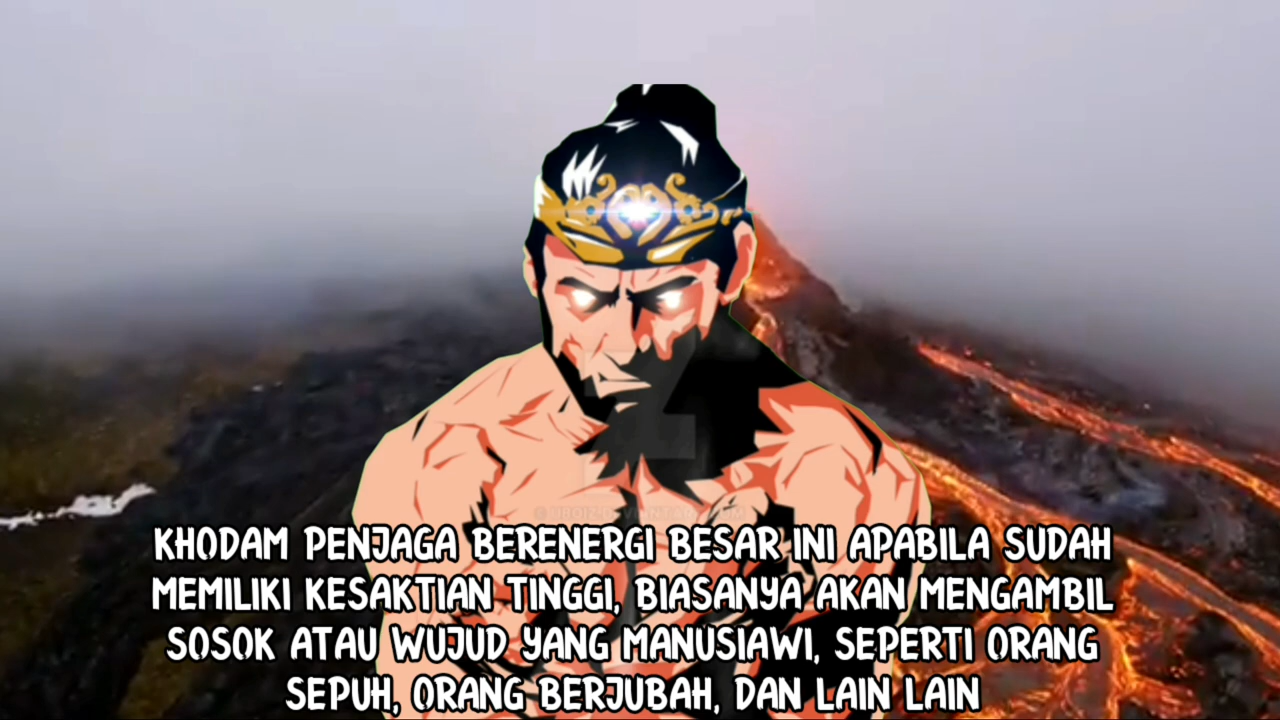 KHODAM PENJAGA BERENERGI BESAR INI APABILA SUDAH
MEMILIKI KESAKTIAN TINGGI, BIASANYA AKAN MENGAMBIL
SOSOK ATAU WUJUD YANG MANUSIAWI, SEPERTI ORANG
SEPUH, ORANG BERJUBAH, DAN LAIN LAIN